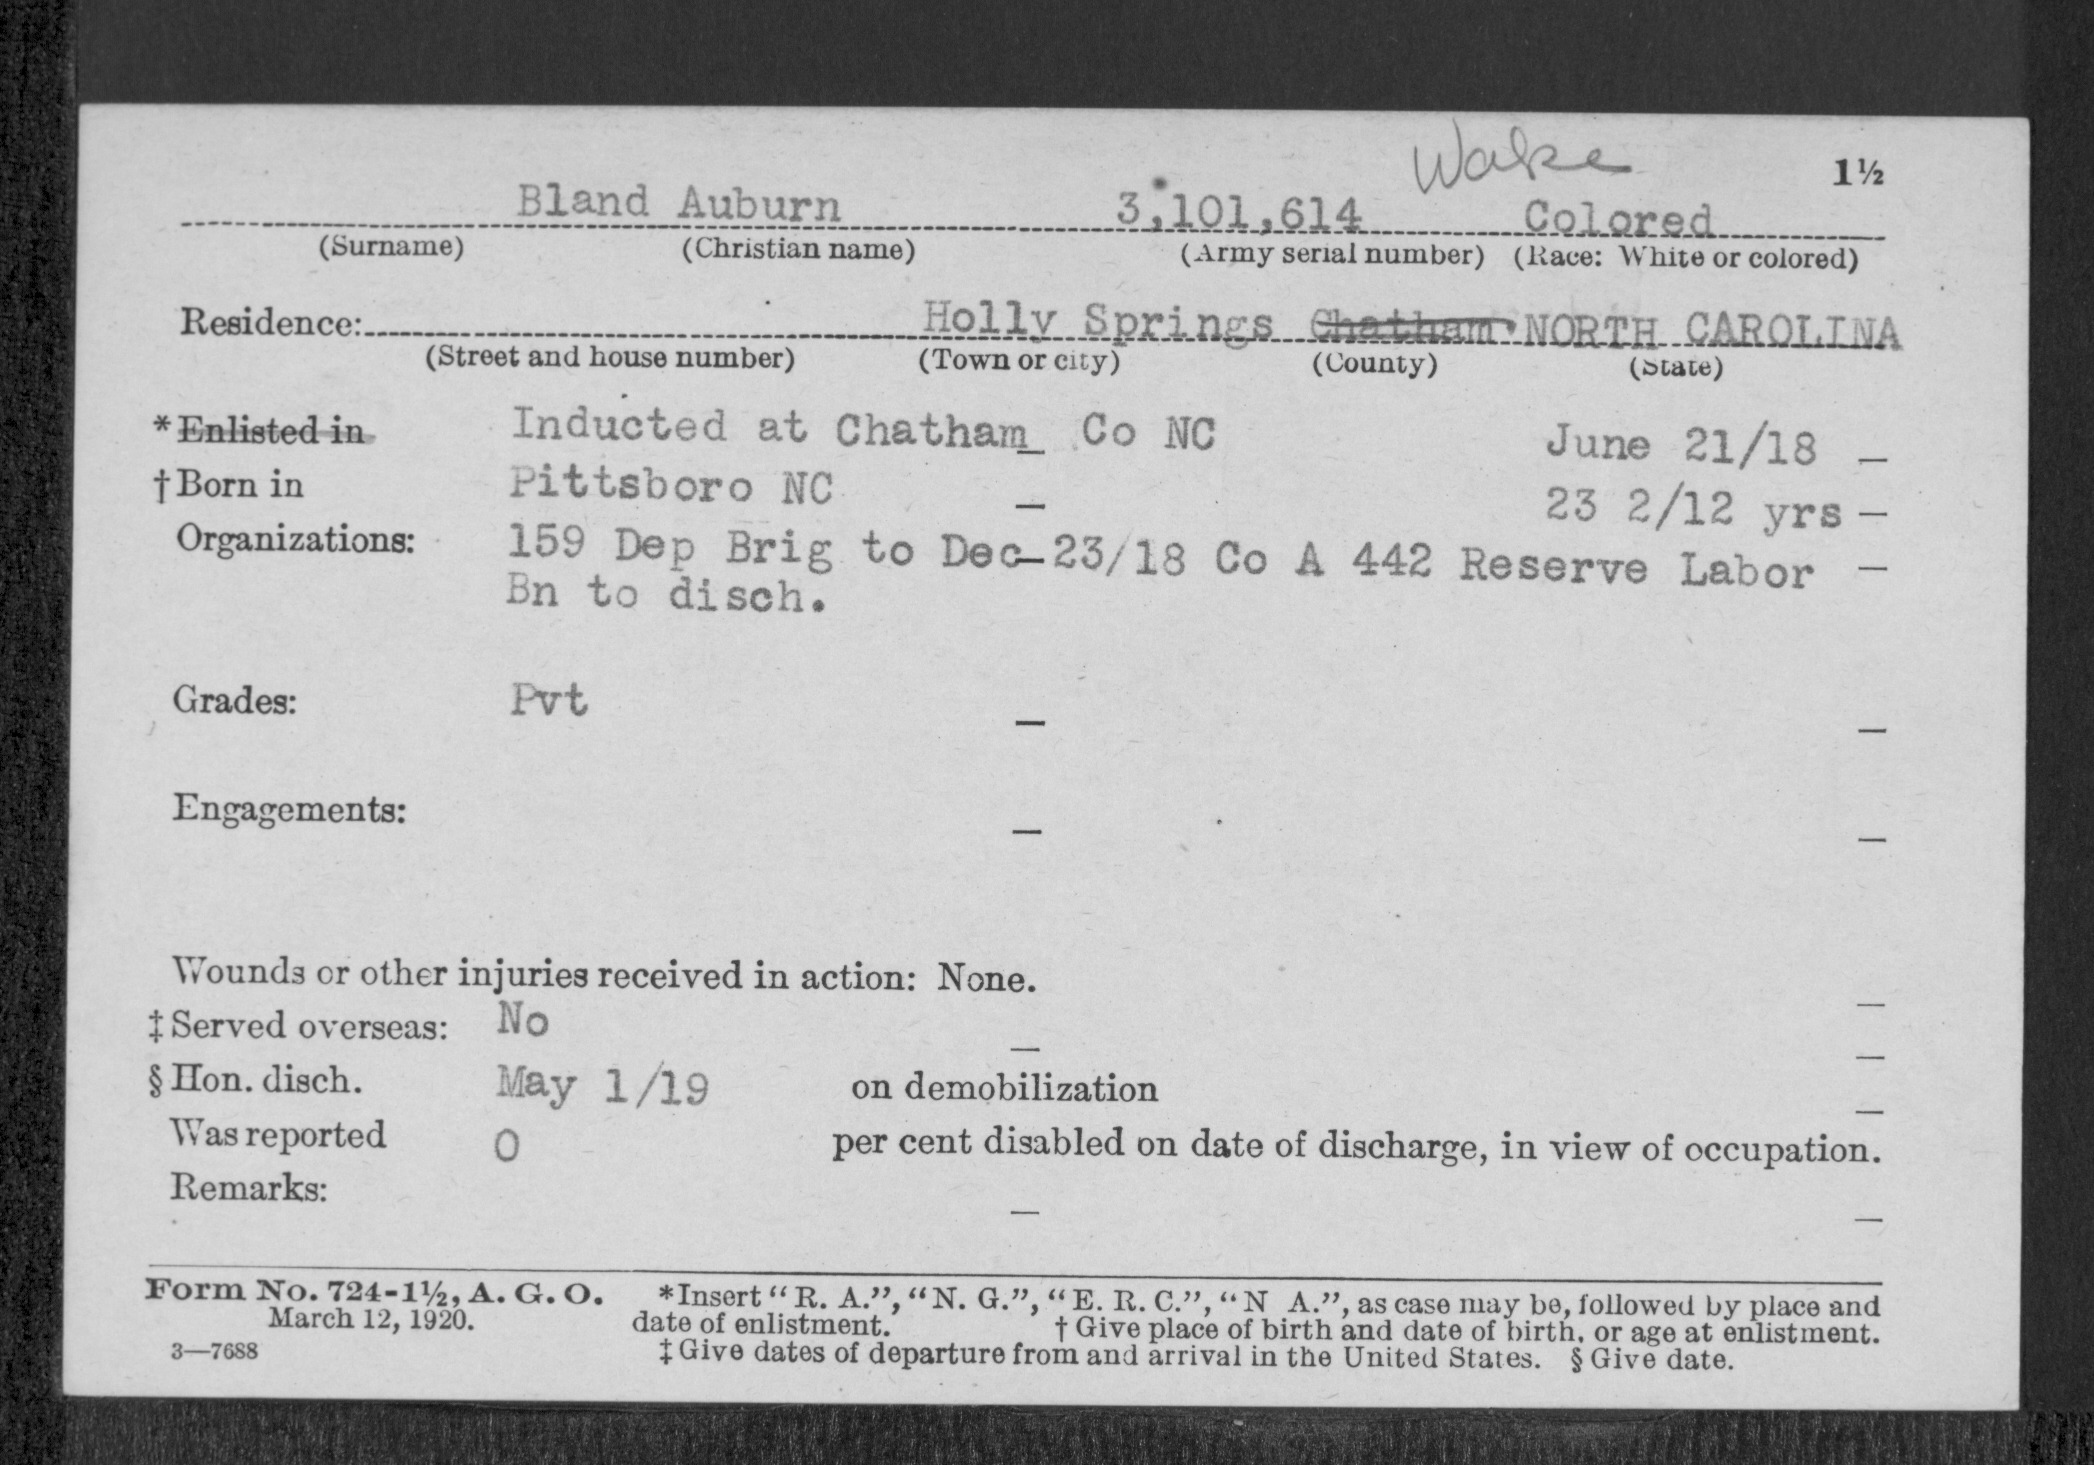 Wake
1½
Bland Auburn 3,101,614 Colored
(Surname) (Christian name) (Army serial number) (Race: White or colored)
Residence: Holly Springs Chatham NORTH CAROLINA
(Street and house number) (Town or city) (County) (State)
*Enlisted in Inducted at Chatham Co NC June 21/18
†Born in Pittsboro NC 23 2/12 yrs
Organizations: 159 Dep Brig to Dec 23/18 Co A 442 Reserve Labor
Bn to disch.
Grades: Pvt
Engagements:
Wounds or other injuries received in action: None.
‡Served overseas: No
§Hon. disch. May 1/19 on demobilization
Was reported 0 per cent disabled on date of discharge, in view of occupation.
Remarks:
Form No. 724-1½, A. G. O. *Insert "R. A.", "N. G.", "E. R. C.", "N A.", as case may be, followed by place and
March 12, 1920. date of enlistment. †Give place of birth and date of birth, or age at enlistment.
3—7688 ‡Give dates of departure from and arrival in the United States. §Give date.